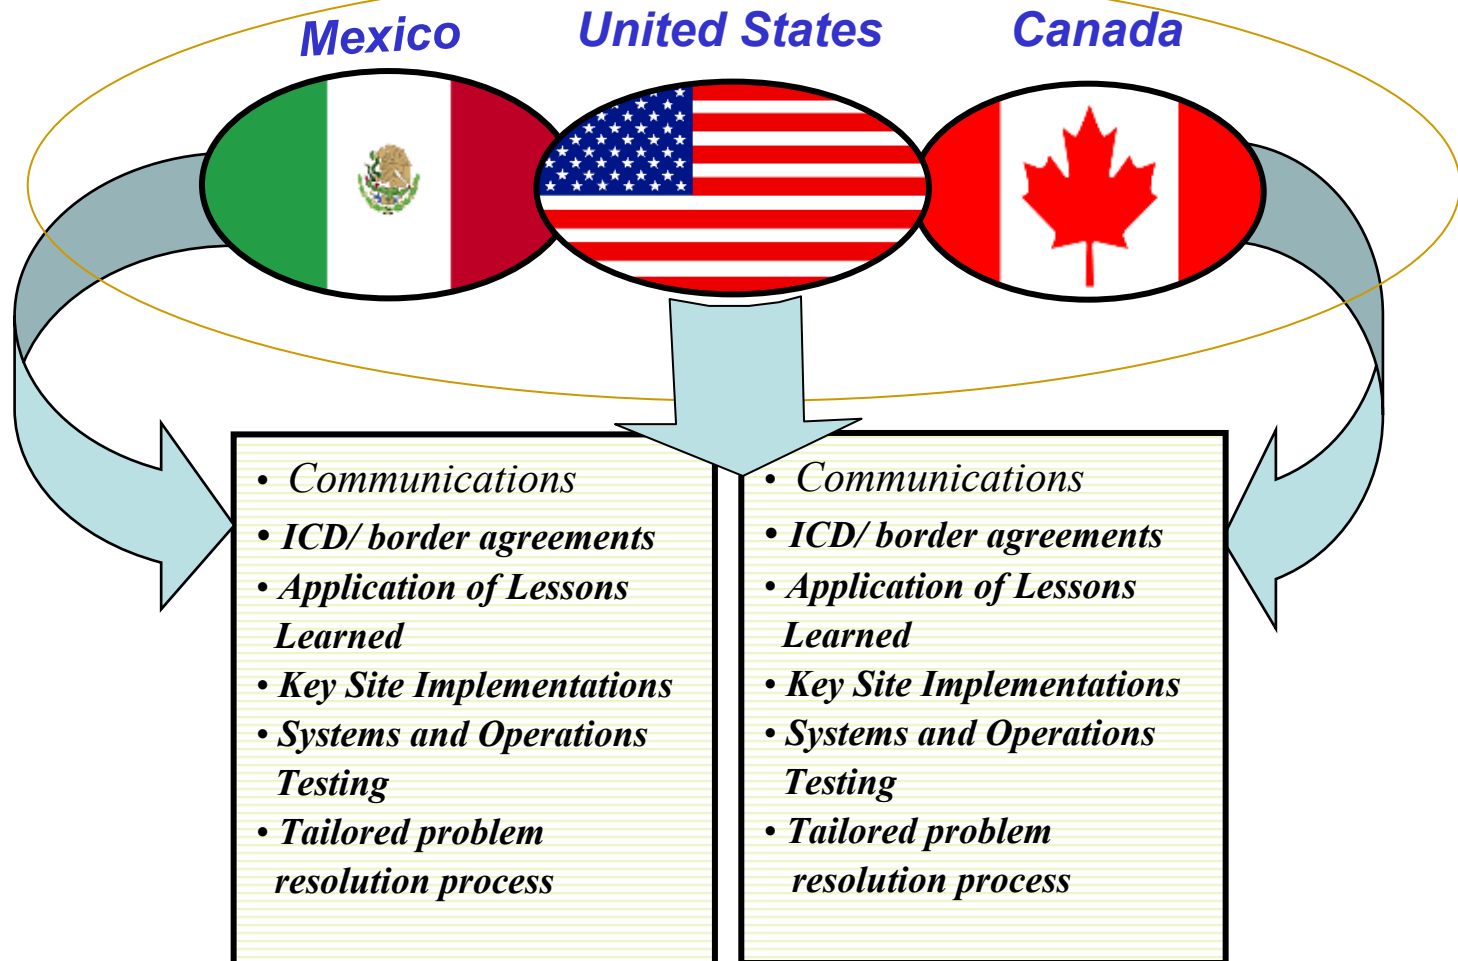 Mexico
United States
Canada
• Communications
• ICD/ border agreements
• Application of Lessons
Learned
• Key Site Implementations
• Systems and Operations
Testing
• Tailored problem
resolution process
• Communications
• ICD/ border agreements
• Application of Lessons
Learned
• Key Site Implementations
• Systems and Operations
Testing
• Tailored problem
resolution process